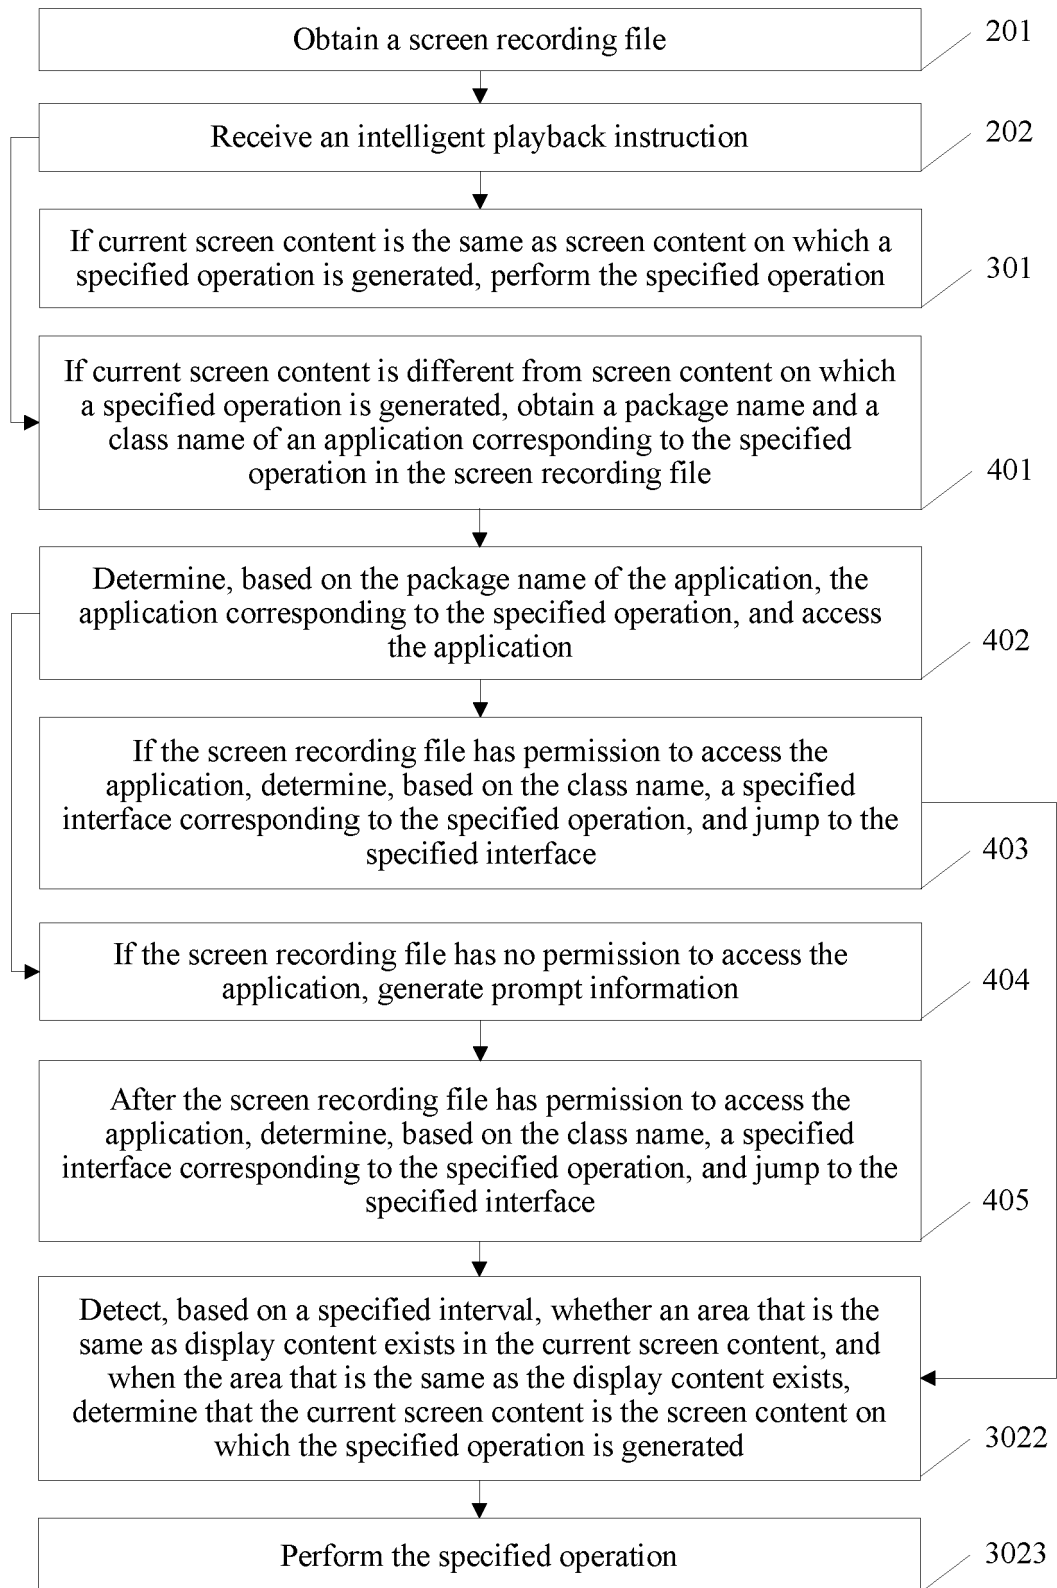 Obtain a screen recording file
201
Receive an intelligent playback instruction
202
If current screen content is the same as screen content on which a
specified operation is generated, perform the specified operation
301
If current screen content is different from screen content on which
a specified operation is generated, obtain a package name and a
class name of an application corresponding to the specified
operation in the screen recording file
401
Determine, based on the package name of the application, the
application corresponding to the specified operation, and access
the application
402
If the screen recording file has permission to access the
application, determine, based on the class name, a specified
interface corresponding to the specified operation, and jump to the
specified interface
403
If the screen recording file has no permission to access the
application, generate prompt information
404
After the screen recording file has permission to access the
application, determine, based on the class name, a specified
interface corresponding to the specified operation, and jump to the
specified interface
405
Detect, based on a specified interval, whether an area that is the
same as display content exists in the current screen content, and
when the area that is the same as the display content exists,
determine that the current screen content is the screen content on
which the specified operation is generated
3022
Perform the specified operation
3023